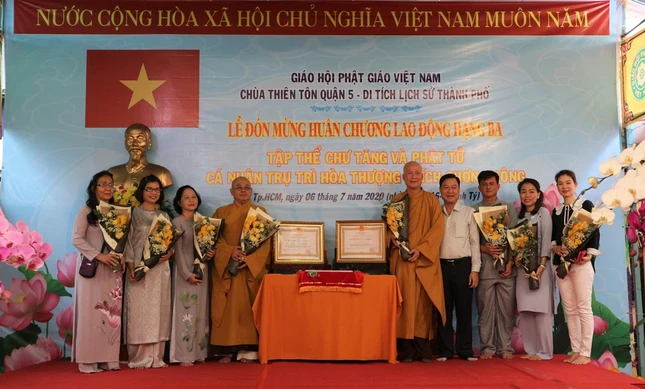 NƯỚC CỘNG HÒA XÃ HỘI CHỦ NGHĨA VIỆT NAM MUÔN NĂM
GIÁO HỘI PHẬT GIÁO VIỆT NAM
CHÙA THIÊN TÔN QUẬN 5 - DI TÍCH LỊCH SỬ THÀNH PHỐ
LỄ ĐÓN MỪNG HUÂN CHƯƠNG LAO ĐỘNG HẠNG BA
TẬP THỂ CHƯ TĂNG VÀ PHẬT TỬ
CÁ NHÂN TRỤ TRÌ HÒA THƯỢNG
Tp.HCM, ngày 06 tháng 7 năm 2020